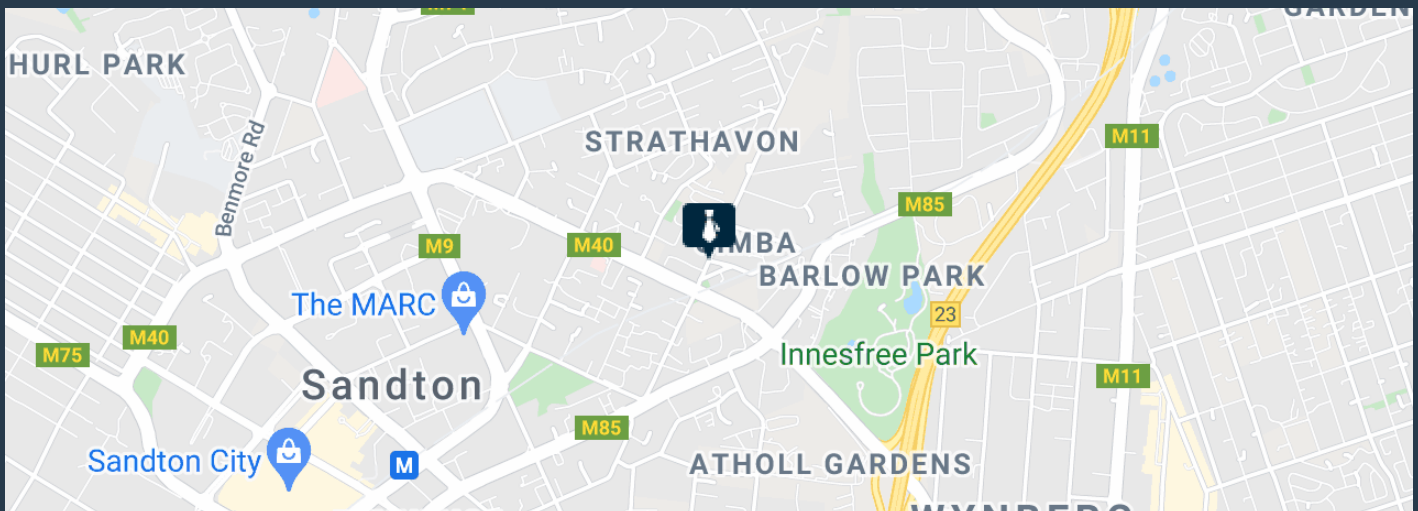 GARDEN
HURL PARK
M11
STRATHAVON
Benmore Rd
M85
M9
M40
BARLOW PARK
The MARC
23
M40
M75
Innesfree Park
Sandton
M11
M85
Sandton City
M
ATHOLL GARDENS